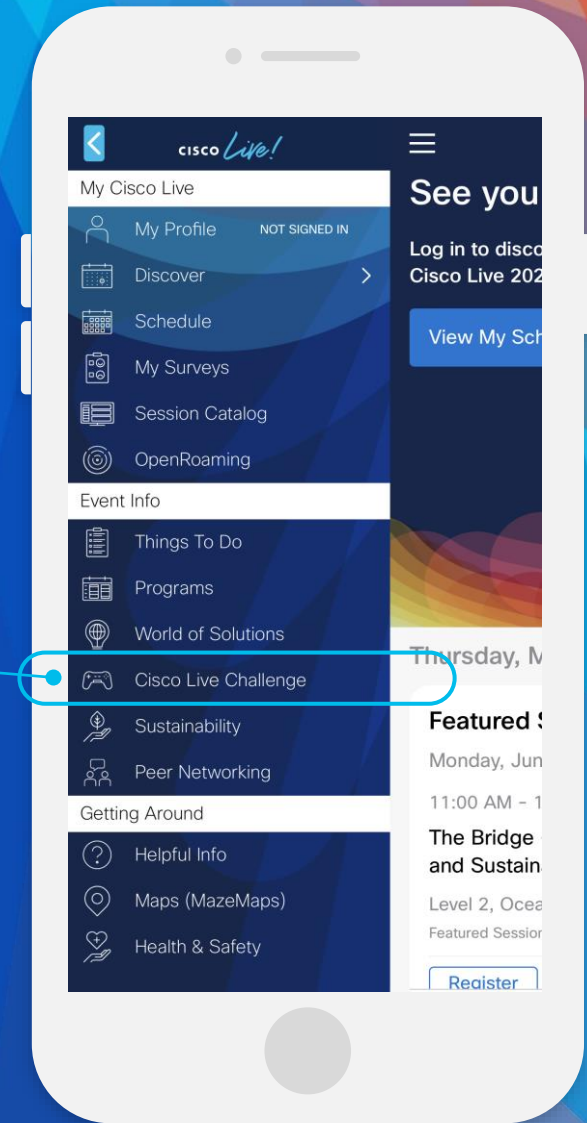 CISCO Live!
My Cisco Live
My Profile NOT SIGNED IN
Discover
Schedule
My Surveys
Session Catalog
OpenRoaming
Event Info
Things To Do
Programs
World of Solutions
Cisco Live Challenge
Sustainability
Peer Networking
Getting Around
Helpful Info
Maps (MazeMaps)
Health & Safety
See you
Log in to disco
Cisco Live 202
View My Sch
Thursday, M
Featured S
Monday, Jun
11:00 AM - 1
The Bridge
and Sustain
Level 2, Ocea
Featured Session
Register